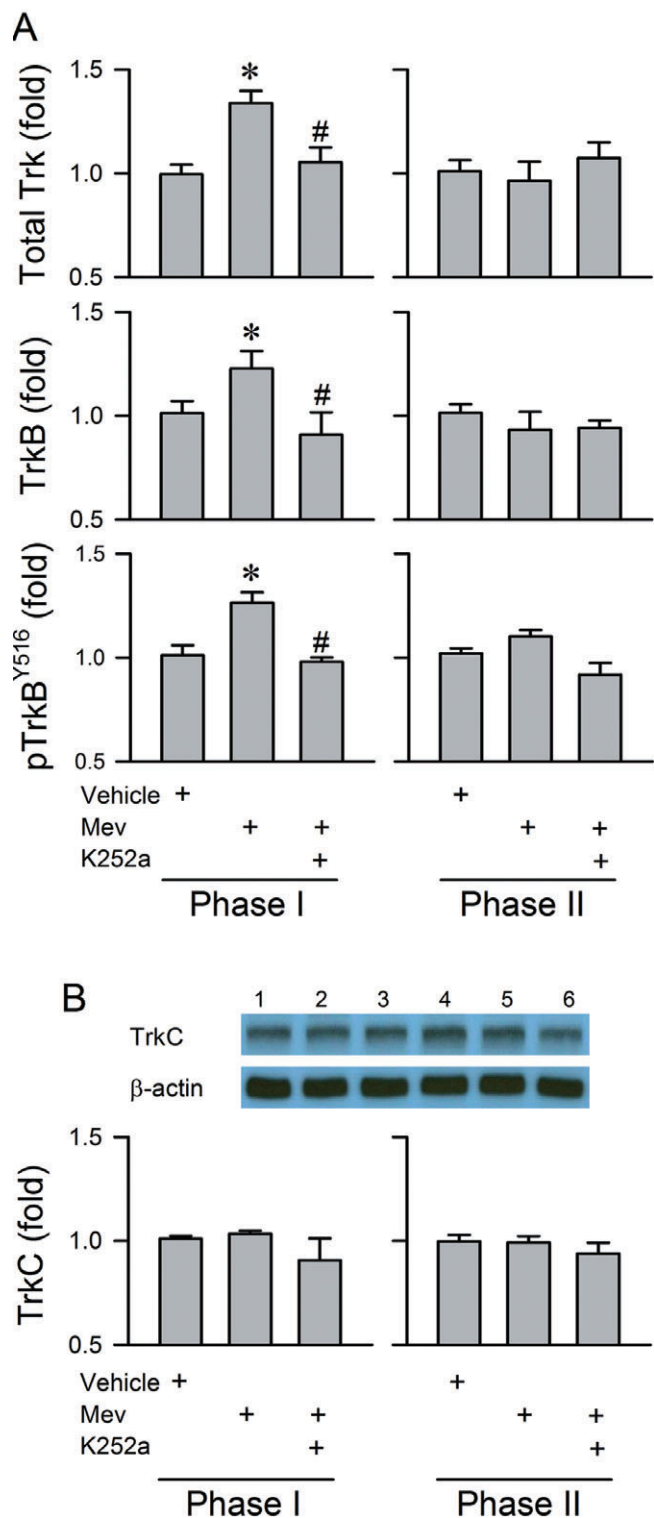 A
Total Trk (fold)
1.5
1.0
0.5
*
#
TrkB (fold)
1.5
1.0
0.5
*
#
pTrkB^Y516 (fold)
1.5
1.0
0.5
*
#
Vehicle + +
Mev + + + +
K252a + +
Phase I Phase II
B
1 2 3 4 5 6
TrkC
β-actin
TrkC (fold)
1.5
1.0
0.5
Vehicle + +
Mev + + + +
K252a + +
Phase I Phase II